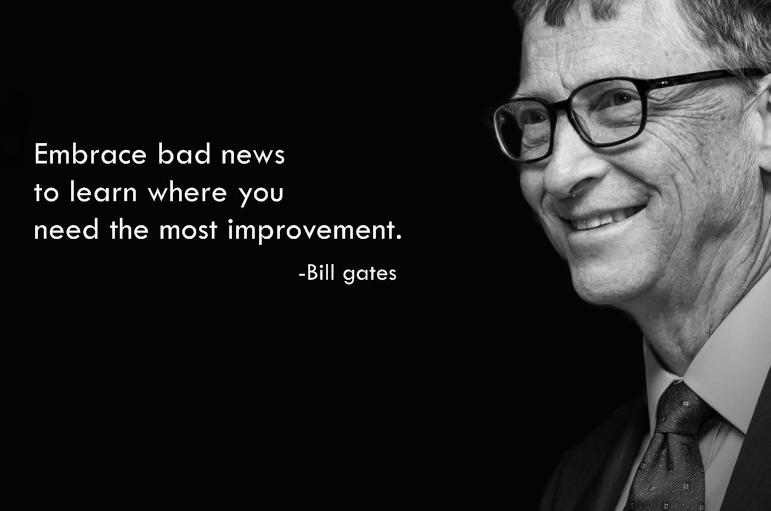 Embrace bad news
to learn where you
need the most improvement.
-Bill gates